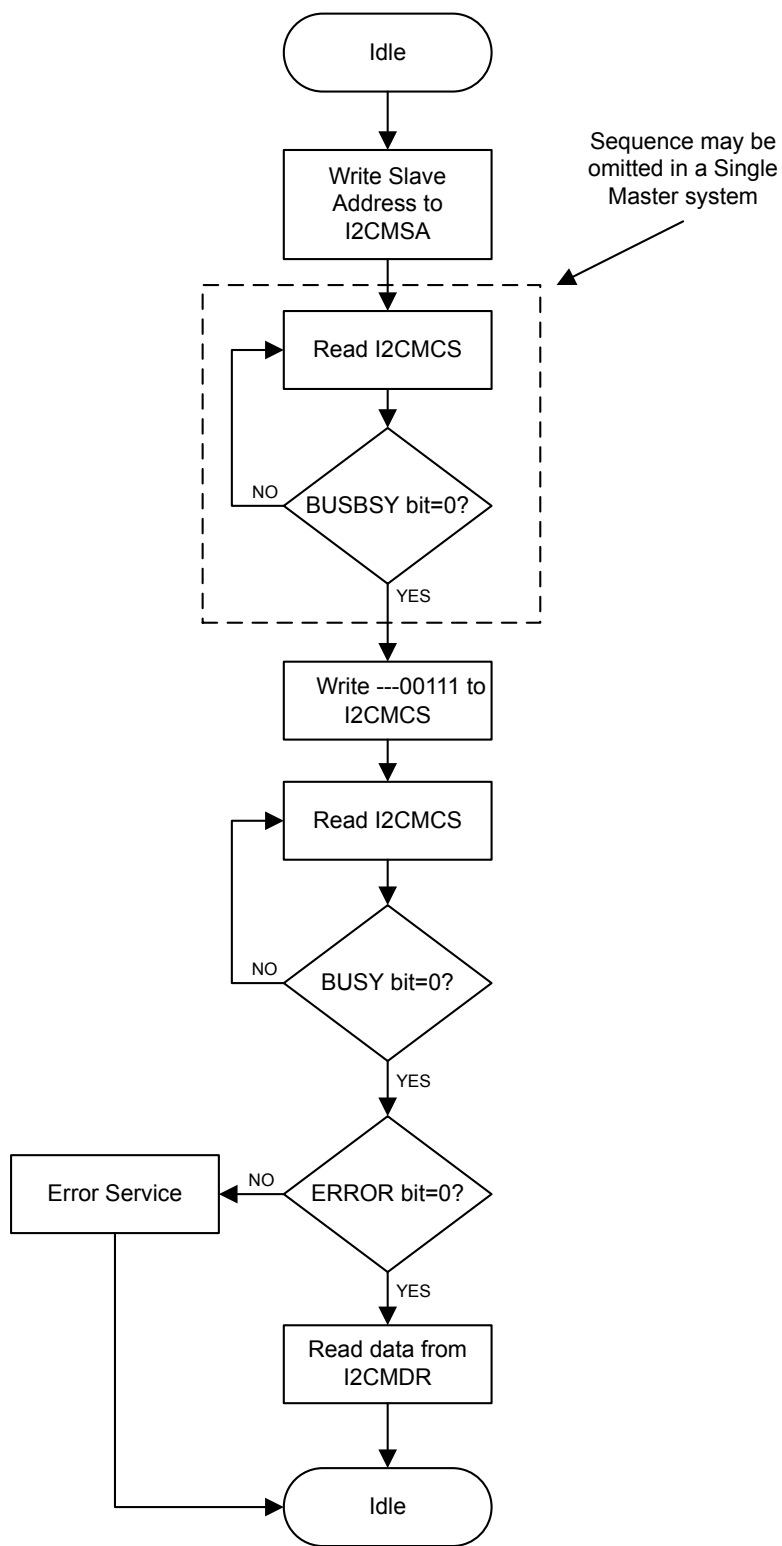 Idle
Sequence may be
omitted in a Single
Master system
Write Slave
Address to
I2CMSA
Read I2CMCS
NO
BUSBSY bit=0?
YES
Write ---00111 to
I2CMCS
Read I2CMCS
NO
BUSY bit=0?
YES
Error Service
NO
ERROR bit=0?
YES
Read data from
I2CMDR
Idle